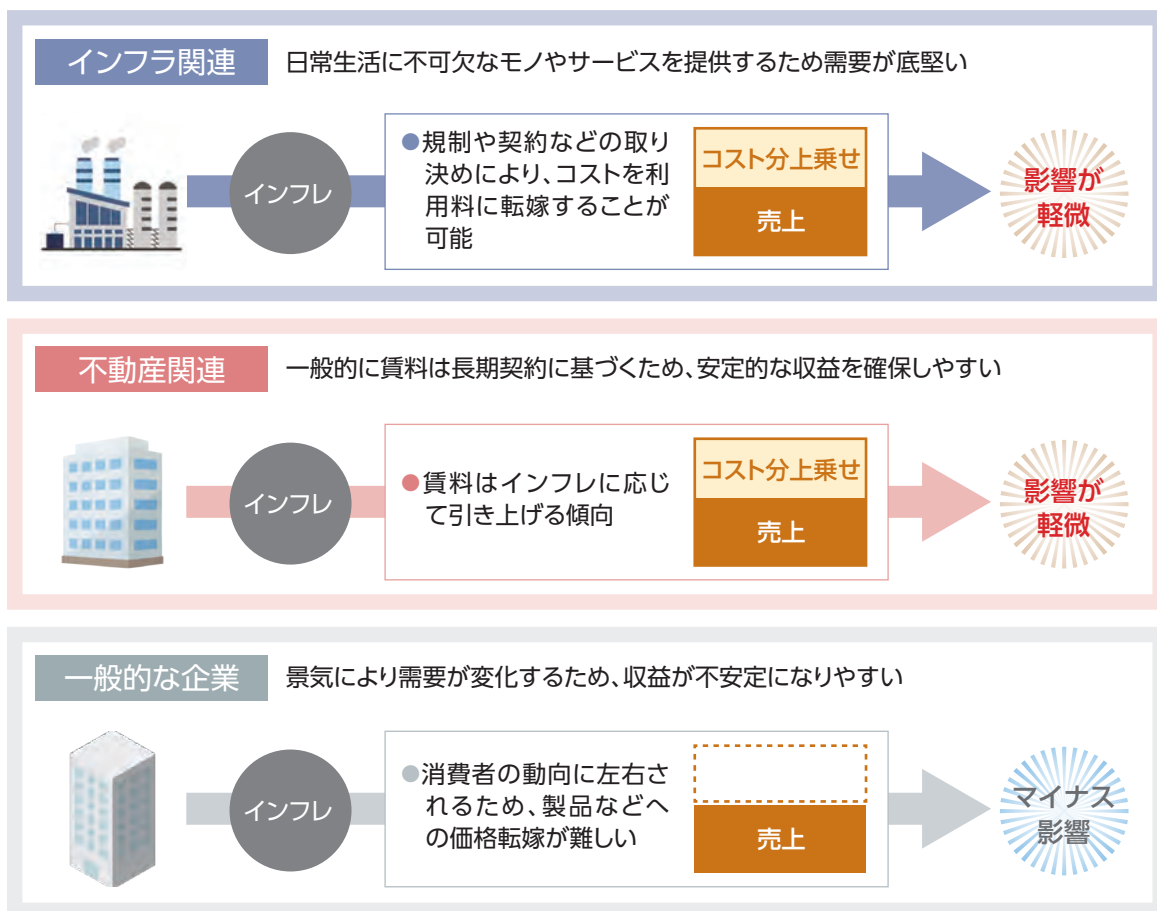 インフラ関連
日常生活に不可欠なモノやサービスを提供するため需要が底堅い
インフレ
●規制や契約などの取り
決めにより、コストを利
用料に転嫁することが
可能
コスト分上乗せ
売上
影響が
軽微
不動産関連
一般的に賃料は長期契約に基づくため、安定的な収益を確保しやすい
インフレ
●賃料はインフレに応じ
て引き上げる傾向
コスト分上乗せ
売上
影響が
軽微
一般的な企業
景気により需要が変化するため、収益が不安定になりやすい
インフレ
●消費者の動向に左右さ
れるため、製品などへ
の価格転嫁が難しい
売上
マイナス
影響